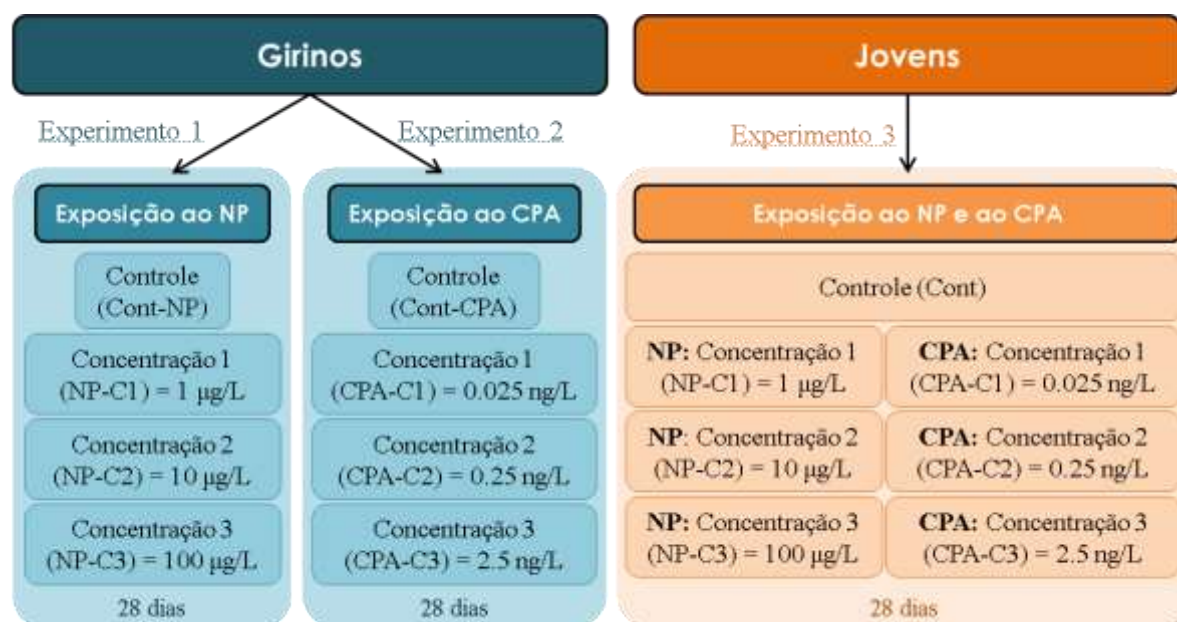 Girinos
Experimento 1
Experimento 2
Exposição ao NP
Controle
(Cont-NP)
Concentração 1
(NP-C1) = 1 μg/L
Concentração 2
(NP-C2) = 10 μg/L
Concentração 3
(NP-C3) = 100 μg/L
28 dias
Exposição ao CPA
Controle
(Cont-CPA)
Concentração 1
(CPA-C1) = 0.025 ng/L
Concentração 2
(CPA-C2) = 0.25 ng/L
Concentração 3
(CPA-C3) = 2.5 ng/L
28 dias
Jovens
Experimento 3
Exposição ao NP e ao CPA
Controle (Cont)
NP: Concentração 1
(NP-C1) = 1 μg/L
CPA: Concentração 1
(CPA-C1) = 0.025 ng/L
NP: Concentração 2
(NP-C2) = 10 μg/L
CPA: Concentração 2
(CPA-C2) = 0.25 ng/L
NP: Concentração 3
(NP-C3) = 100 μg/L
CPA: Concentração 3
(CPA-C3) = 2.5 ng/L
28 dias